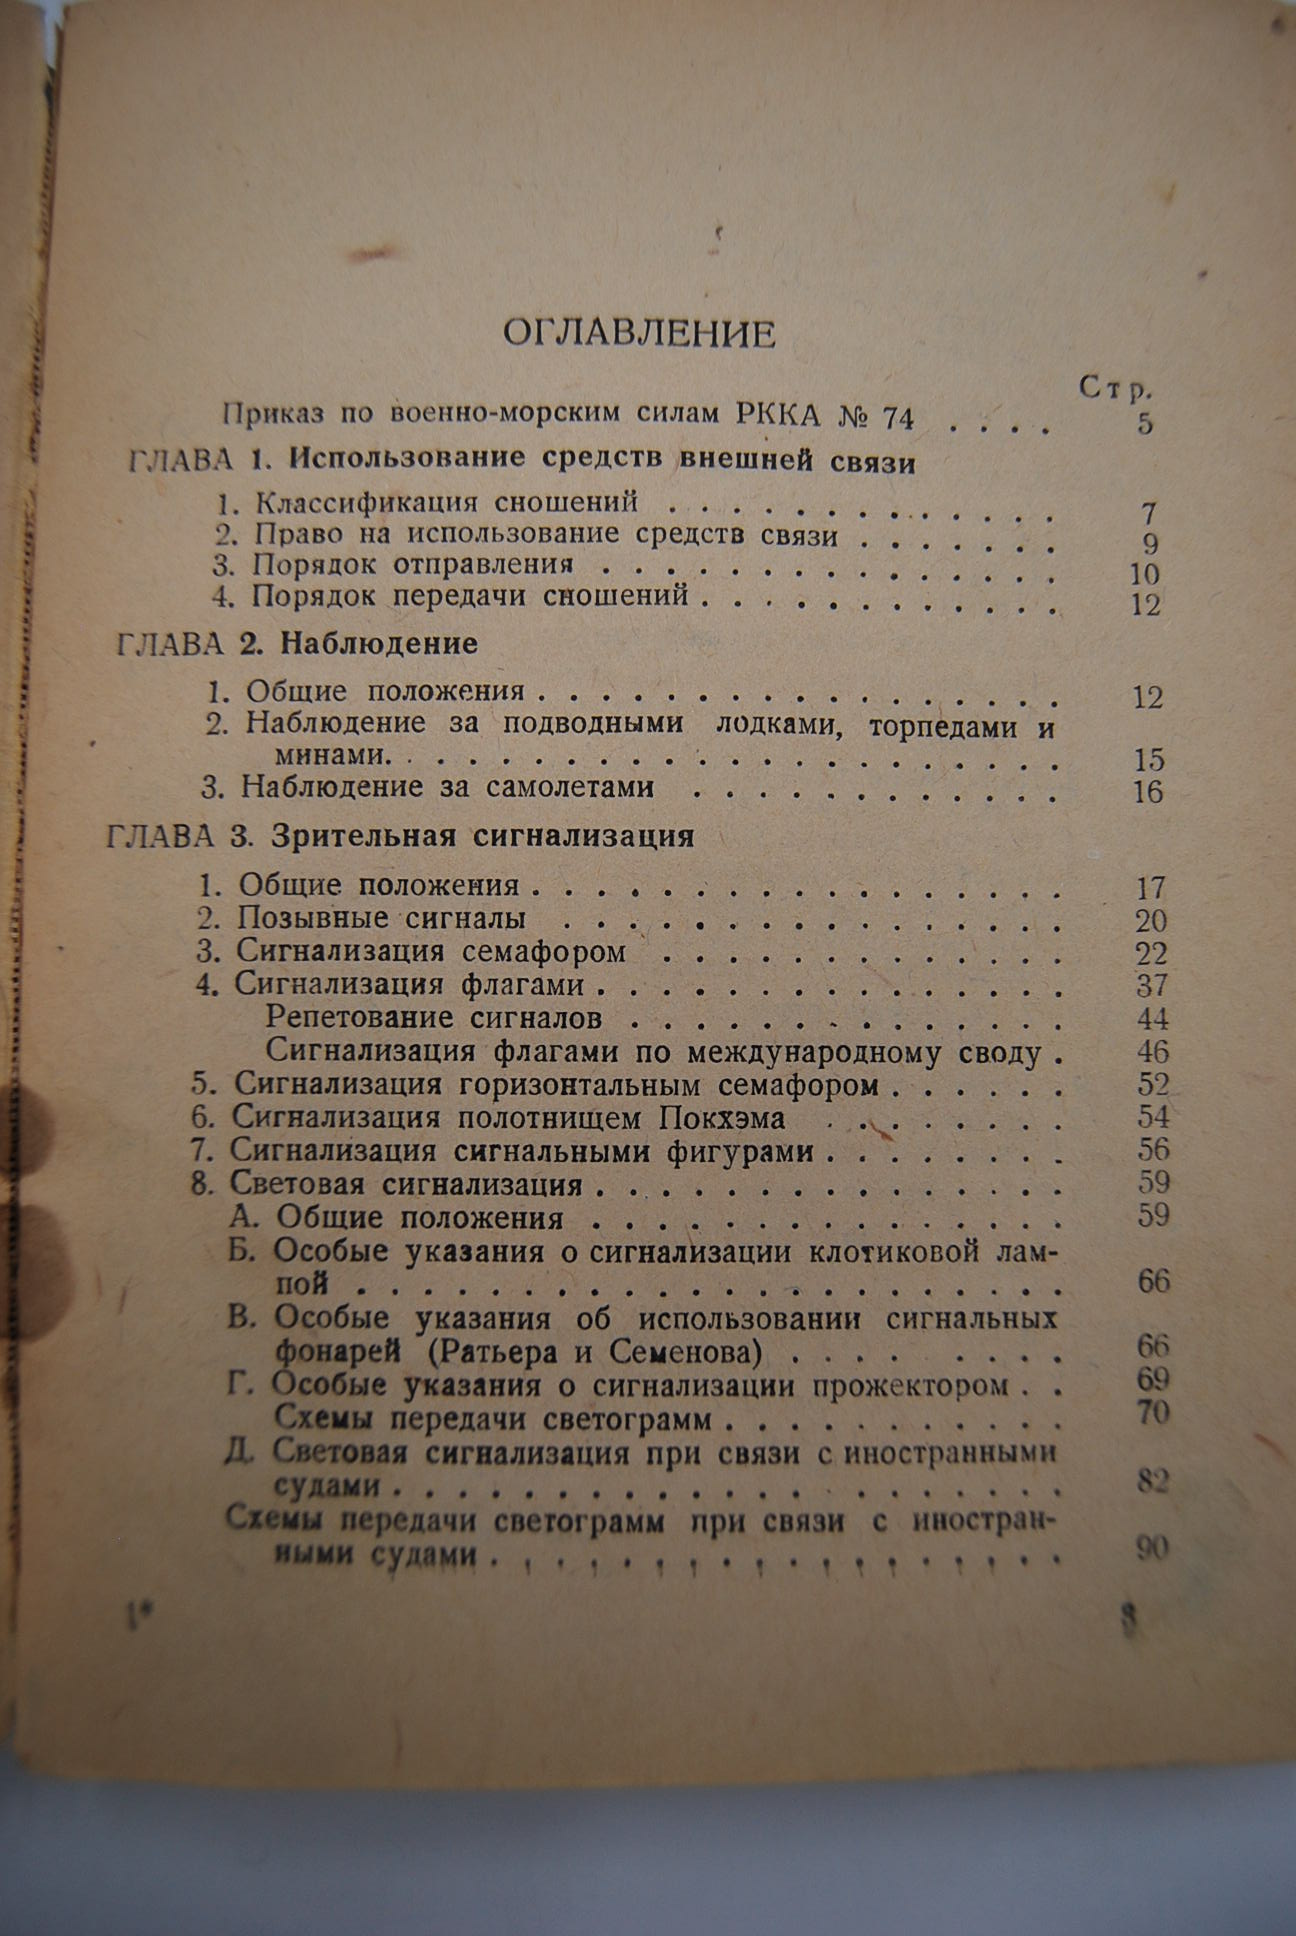 ОГЛАВЛЕНИЕ
Стр.
Приказ по военно-морским силам РККА № 74 . . . . 5
ГЛАВА 1. Использование средств внешней связи
1. Классификация сношений . . . . . . . . . . . . 7
2. Право на использование средств связи . . . . . . . 9
3. Порядок отправления . . . . . . . . . . . . . . 10
4. Порядок передачи сношений . . . . . . . . . . . 12
ГЛАВА 2. Наблюдение
1. Общие положения . . . . . . . . . . . . . . . . 12
2. Наблюдение за подводными лодками, торпедами и
минами. . . . . . . . . . . . . . . . . . . . . 15
3. Наблюдение за самолетами . . . . . . . . . . . . 16
ГЛАВА 3. Зрительная сигнализация
1. Общие положения . . . . . . . . . . . . . . . . 17
2. Позывные сигналы . . . . . . . . . . . . . . . 20
3. Сигнализация семафором . . . . . . . . . . . . . 22
4. Сигнализация флагами . . . . . . . . . . . . . . 37
Репетование сигналов . . . . . . . . . . . . . . 44
Сигнализация флагами по международному своду . 46
5. Сигнализация горизонтальным семафором . . . . . . 52
6. Сигнализация полотнищем Покхэма . . . . . . . . 54
7. Сигнализация сигнальными фигурами . . . . . . . . 56
8. Световая сигнализация . . . . . . . . . . . . . . 59
А. Общие положения . . . . . . . . . . . . . . . 59
Б. Особые указания о сигнализации клотиковой лам-
пой . . . . . . . . . . . . . . . . . . . . . . 66
В. Особые указания об использовании сигнальных
фонарей (Ратьера и Семенова) . . . . . . . . 66
Г. Особые указания о сигнализации прожектором . . 69
Схемы передачи светограмм . . . . . . . . . . . 70
Д. Световая сигнализация при связи с иностранными
судами . . . . . . . . . . . . . . . . . . . . 82
Схемы передачи светограмм при связи с иностран-
ными судами . . . . . . . . . . . . . . . . . . 90
1*
3